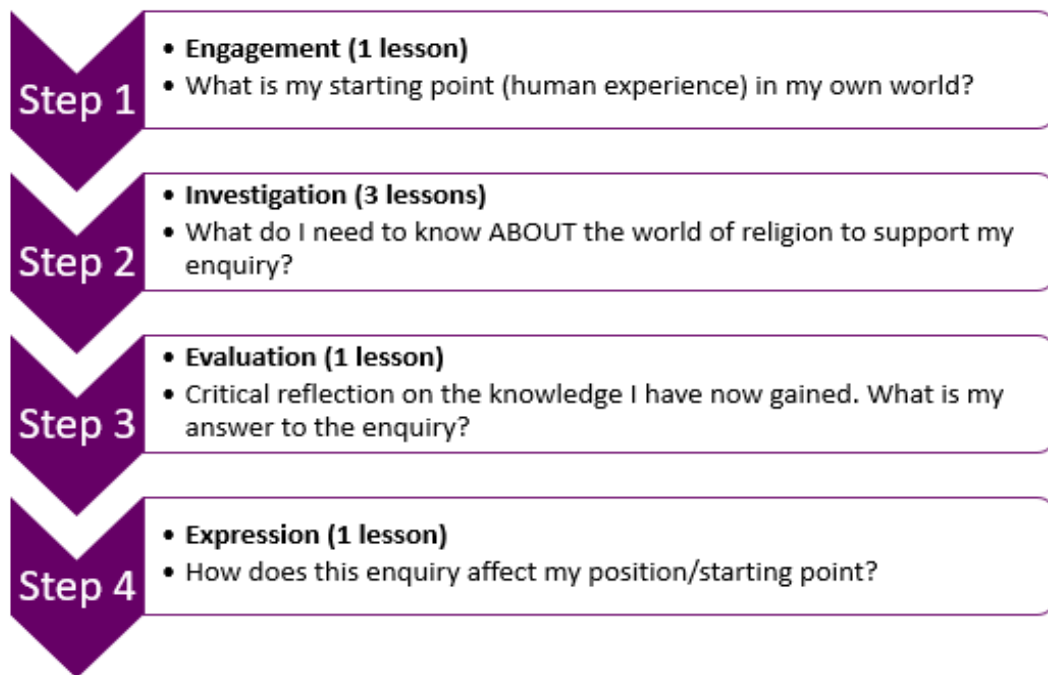 Step 1
• Engagement (1 lesson)
• What is my starting point (human experience) in my own world?
Step 2
• Investigation (3 lessons)
• What do I need to know ABOUT the world of religion to support my
enquiry?
Step 3
• Evaluation (1 lesson)
• Critical reflection on the knowledge I have now gained. What is my
answer to the enquiry?
Step 4
• Expression (1 lesson)
• How does this enquiry affect my position/starting point?